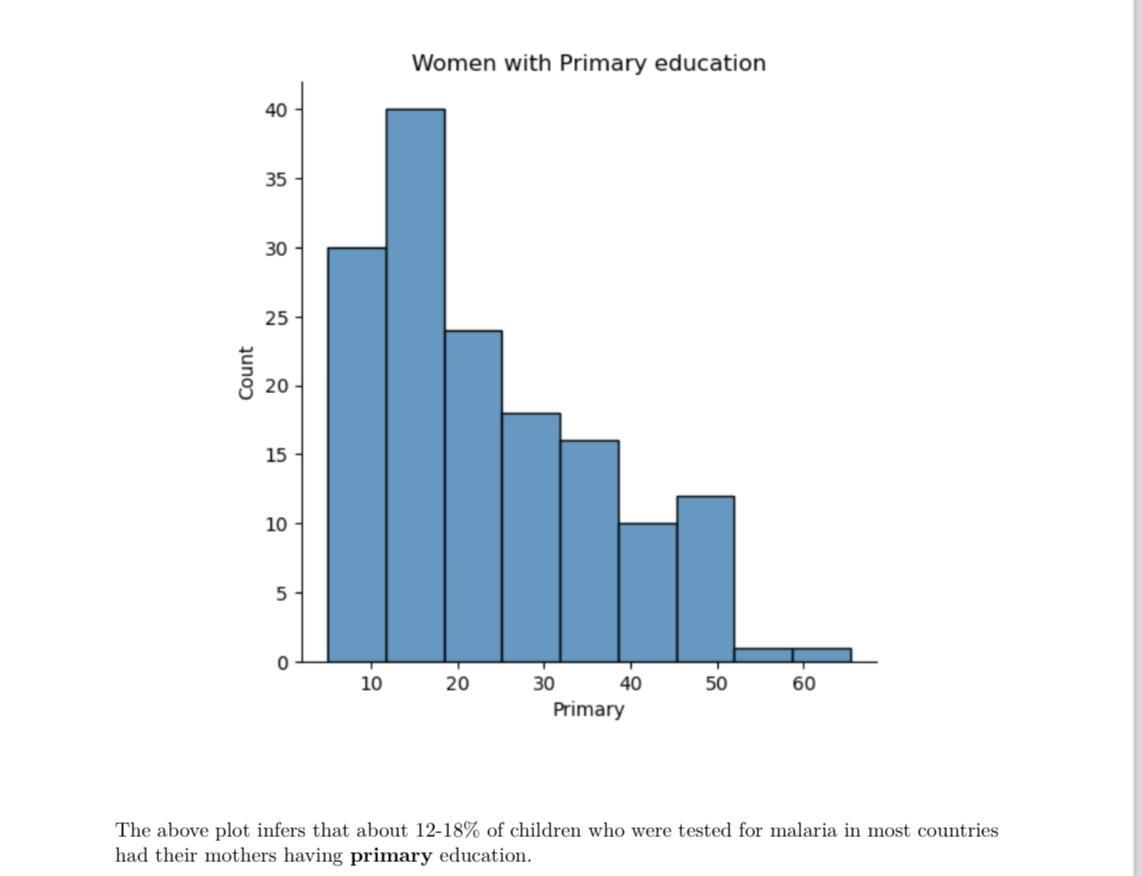 Women with Primary education
40
35
30
25
20
15
10
5
0
Count
10 20 30 40 50 60
Primary
The above plot infers that about 12-18% of children who were tested for malaria in most countries
had their mothers having primary education.